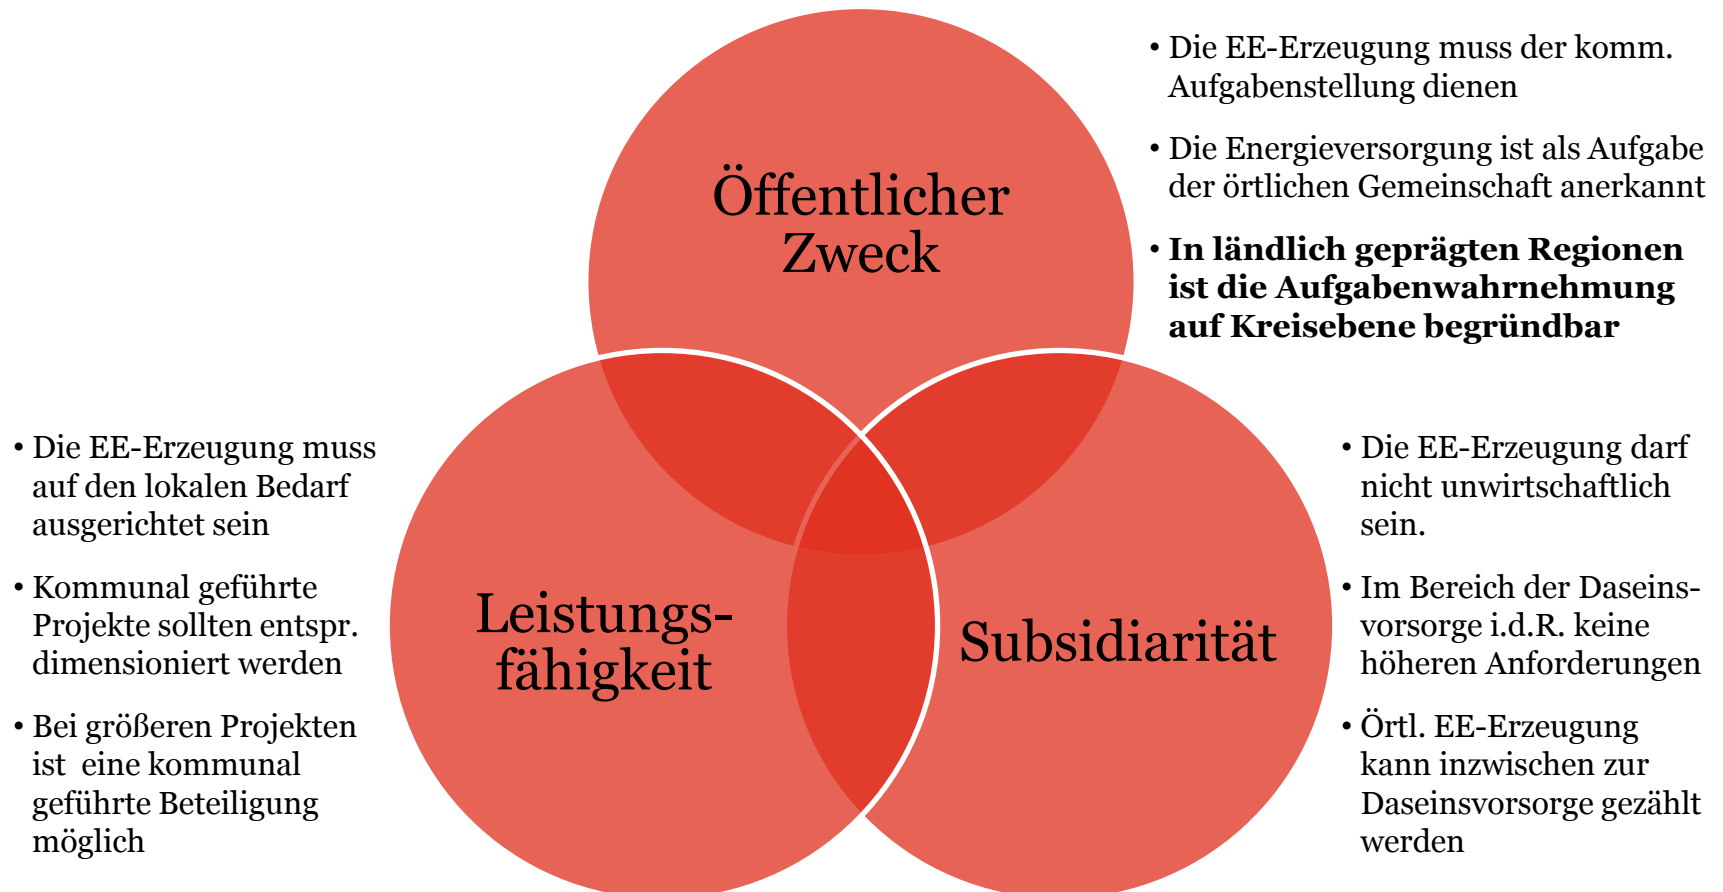 • Die EE-Erzeugung muss der komm.
Aufgabenstellung dienen
• Die Energieversorgung ist als Aufgabe
der örtlichen Gemeinschaft anerkannt
• In ländlich geprägten Regionen
ist die Aufgabenwahrnehmung
auf Kreisebene begründbar
Öffentlicher
Zweck
• Die EE-Erzeugung muss
auf den lokalen Bedarf
ausgerichtet sein
• Kommunal geführte
Projekte sollten entspr.
dimensioniert werden
• Bei größeren Projekten
ist eine kommunal
geführte Beteiligung
möglich
Leistungs-
fähigkeit
Subsidiarität
• Die EE-Erzeugung darf
nicht unwirtschaftlich
sein.
• Im Bereich der Daseins-
vorsorge i.d.R. keine
höheren Anforderungen
• Örtl. EE-Erzeugung
kann inzwischen zur
Daseinsvorsorge gezählt
werden